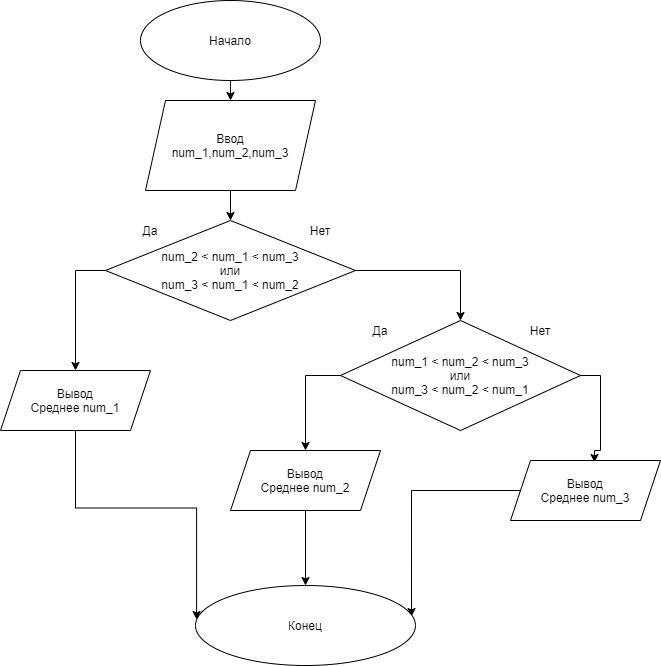 Начало
Ввод
num_1,num_2,num_3
Да
Нет
num_2 < num_1 < num_3
или
num_3 < num_1 < num_2
Да
Нет
num_1 < num_2 < num_3
или
num_3 < num_2 < num_1
Вывод
Среднее num_1
Вывод
Среднее num_2
Вывод
Среднее num_3
Конец